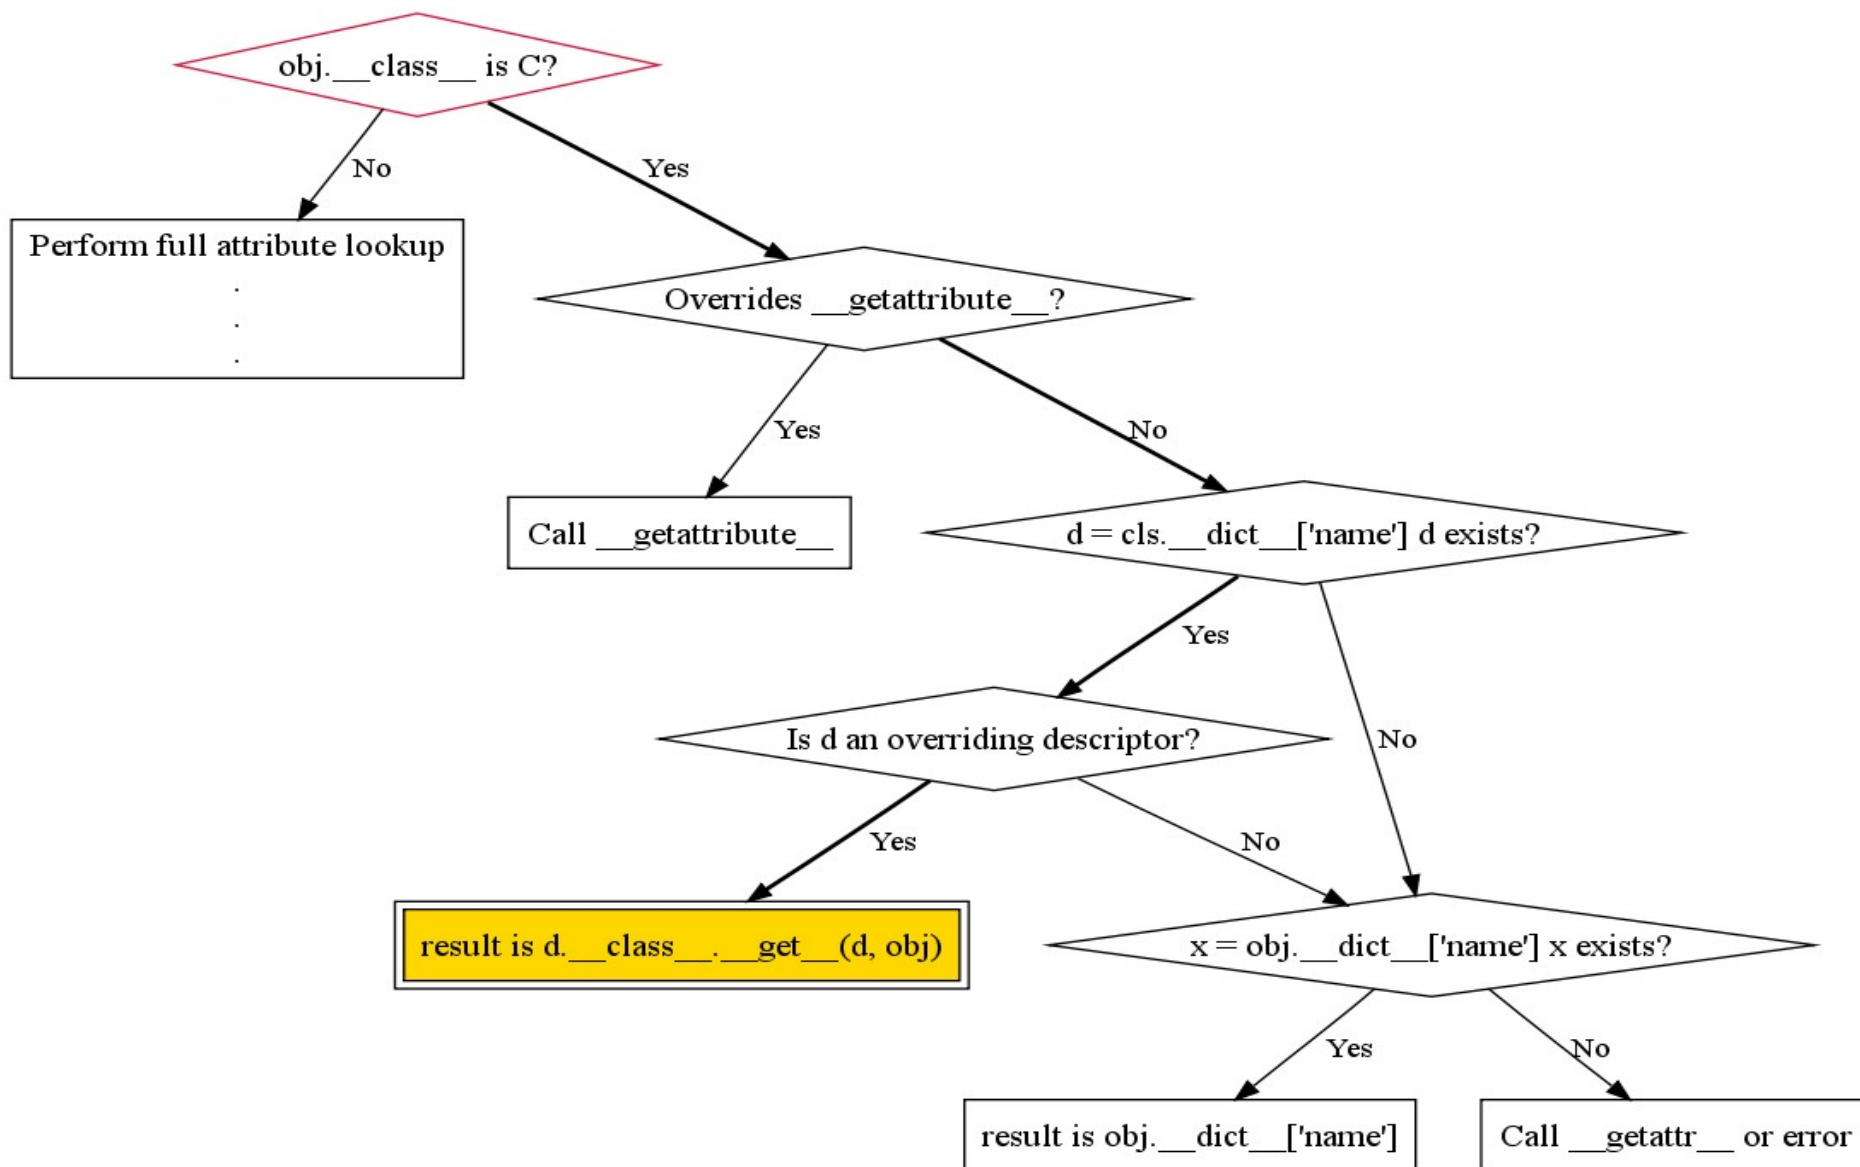 obj.__class__ is C?
No
Yes
Perform full attribute lookup
.
.
.
Overrides __getattribute__?
Yes
No
Call __getattribute__
d = cls.__dict__['name'] d exists?
Yes
No
Is d an overriding descriptor?
Yes
No
result is d.__class__.__get__(d, obj)
x = obj.__dict__['name'] x exists?
Yes
No
result is obj.__dict__['name']
Call __getattr__ or error